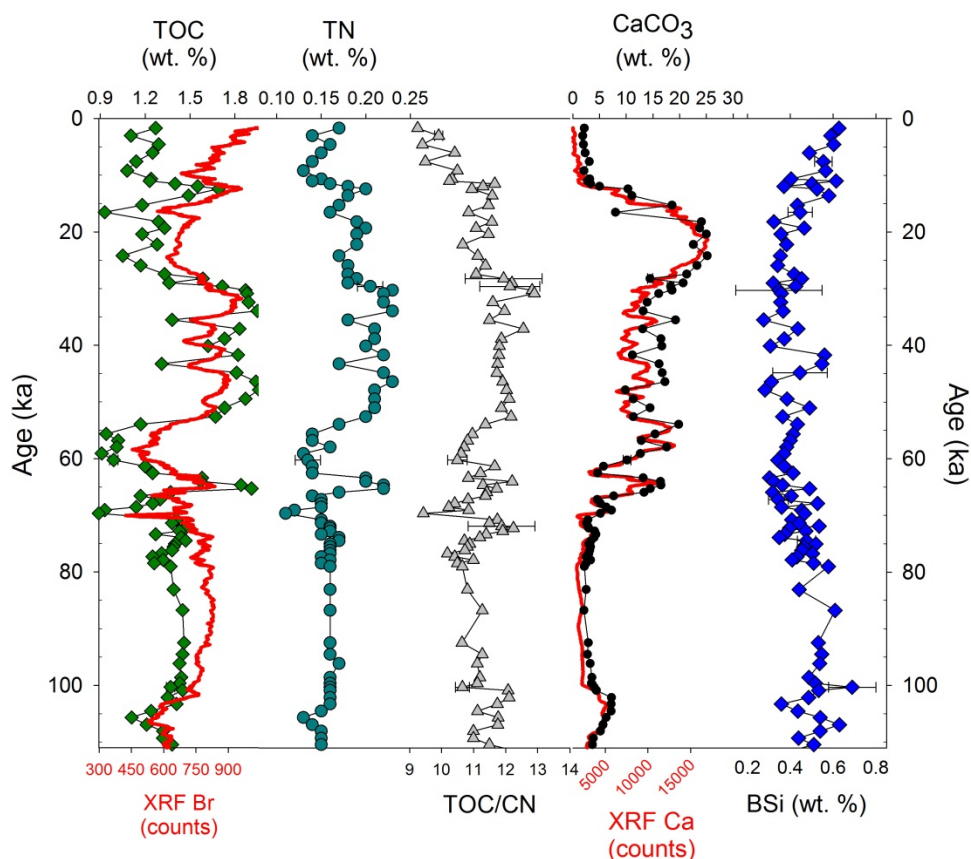 TOC
(wt. %)
TN
(wt. %)
CaCO3
(wt. %)
0.9 1.2 1.5 1.8 0.10 0.15 0.20 0.25 0 5 10 15 20 25 30
Age (ka)
0 0
20 20
40 40
60 60
80 80
100 100
Age (ka)
300 450 600 750 900
9 10 11 12 13 14
5000 10000 15000
0.2 0.4 0.6 0.8
XRF Br
(counts)
TOC/CN
XRF Ca
(counts)
BSi (wt. %)